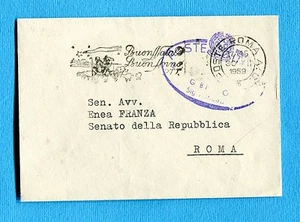 Buon Natale
Buon Anno
POSTE ROMA
1959
Sen. Avv.
Enea FRANZA
Senato della Repubblica
ROMA